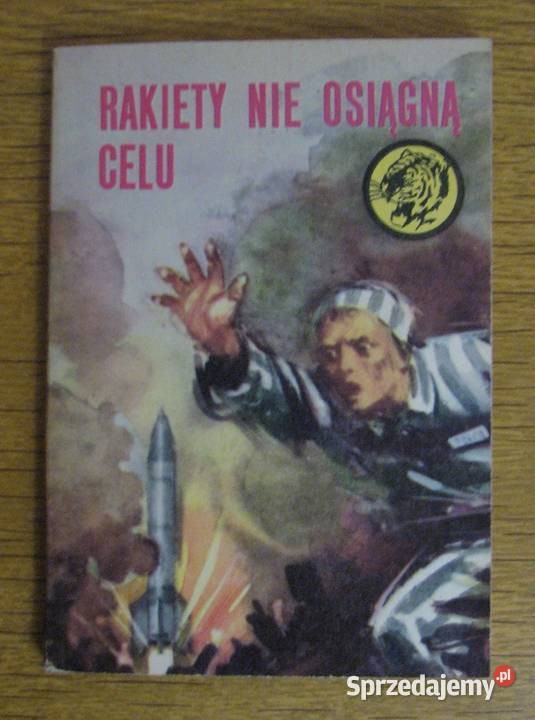 RAKIETY NIE OSIĄGNĄ
CELU
Sprzedajemy.pl